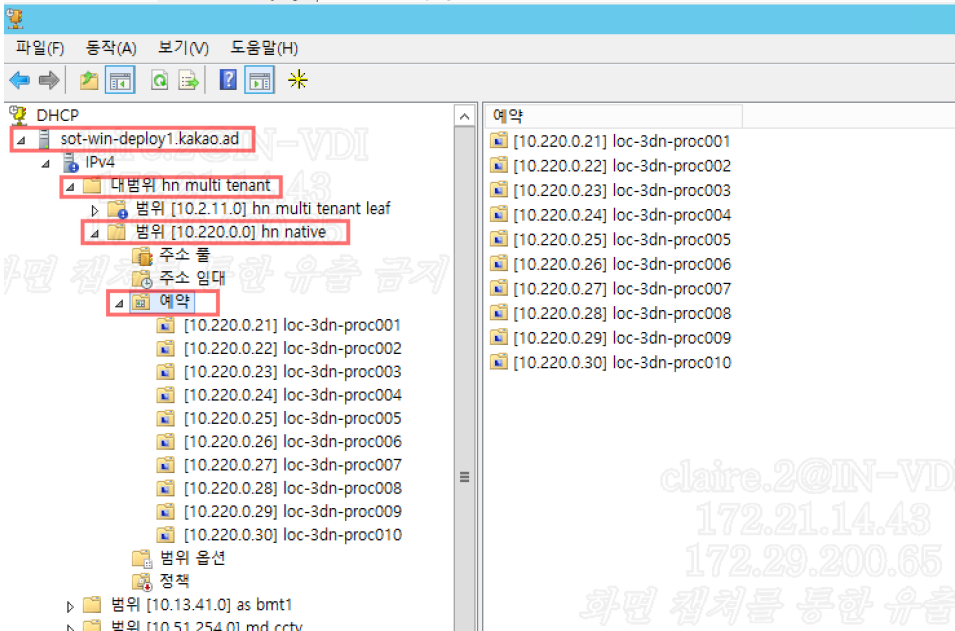 파일(F) 동작(A) 보기(V) 도움말(H)
DHCP
sot-win-deploy1.kakao.ad
IPv4
대범위 hn multi tenant
범위 [10.2.11.0] hn multi tenant leaf
범위 [10.220.0.0] hn native
주소 풀
주소 임대
예약
[10.220.0.21] loc-3dn-proc001
[10.220.0.22] loc-3dn-proc002
[10.220.0.23] loc-3dn-proc003
[10.220.0.24] loc-3dn-proc004
[10.220.0.25] loc-3dn-proc005
[10.220.0.26] loc-3dn-proc006
[10.220.0.27] loc-3dn-proc007
[10.220.0.28] loc-3dn-proc008
[10.220.0.29] loc-3dn-proc009
[10.220.0.30] loc-3dn-proc010
범위 옵션
정책
범위 [10.13.41.0] as bmt1
범위 [10.51.254.0] md cctv
예약
[10.220.0.21] loc-3dn-proc001
[10.220.0.22] loc-3dn-proc002
[10.220.0.23] loc-3dn-proc003
[10.220.0.24] loc-3dn-proc004
[10.220.0.25] loc-3dn-proc005
[10.220.0.26] loc-3dn-proc006
[10.220.0.27] loc-3dn-proc007
[10.220.0.28] loc-3dn-proc008
[10.220.0.29] loc-3dn-proc009
[10.220.0.30] loc-3dn-proc010
claire.2@IN-VDI
172.21.14.43
172.29.200.65
화면 캡쳐를 통한 유출